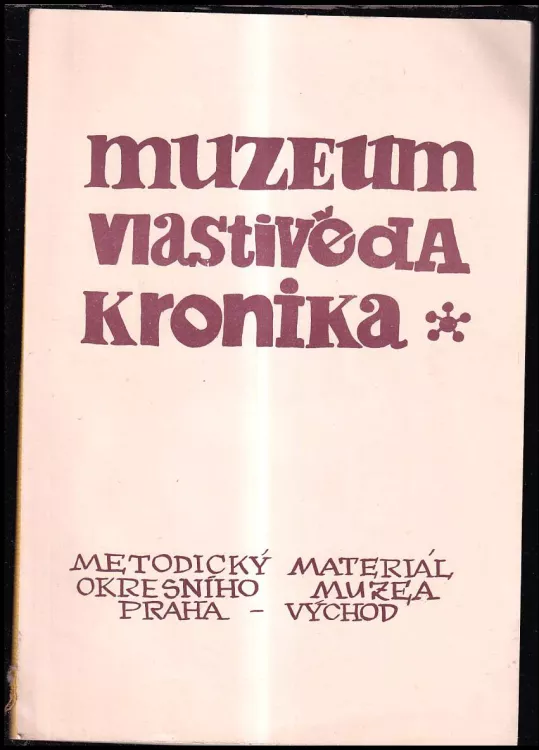 muzeum
vlastivěda
kronika *
METODICKÝ MATERIÁL
OKRESNÍHO MUZEA
PRAHA – VÝCHOD